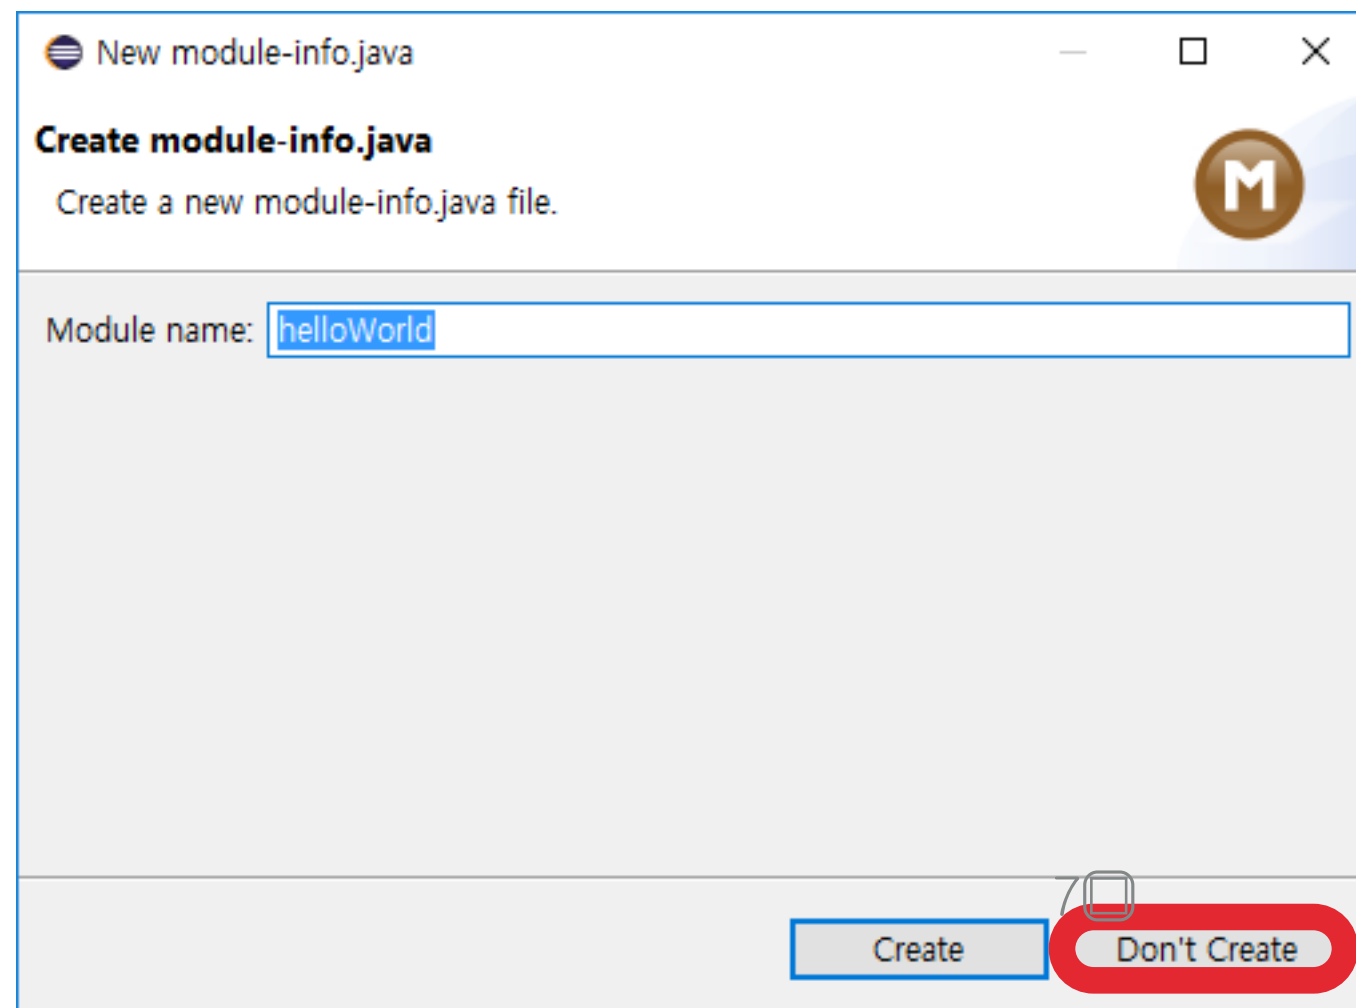 New module-info.java
Create module-info.java
Create a new module-info.java file.
M
Module name: helloWorld
7
Create Don't Create